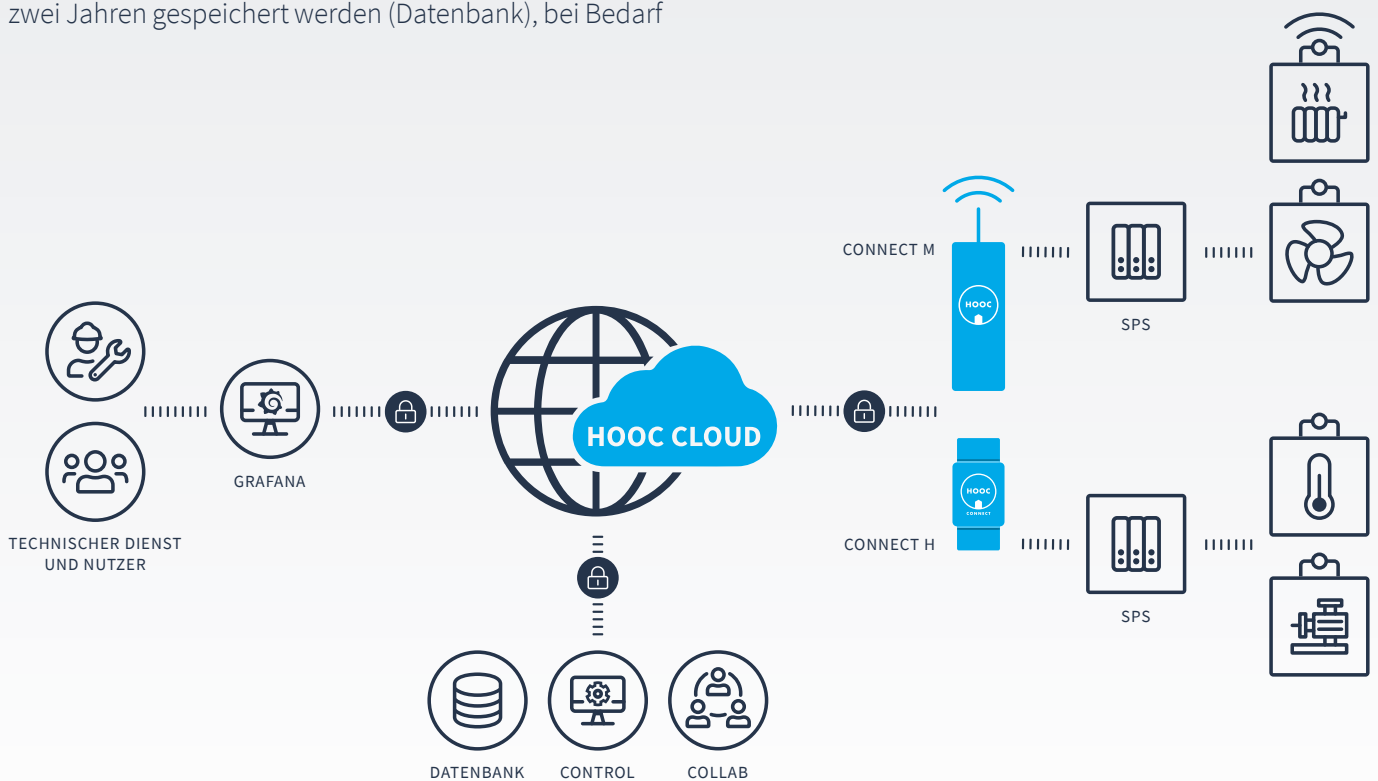 zwei Jahren gespeichert werden (Datenbank), bei Bedarf
CONNECT M
HOOC
SPS
HOOC CLOUD
GRAFANA
TECHNISCHER DIENST
UND NUTZER
HOOC
CONNECT
CONNECT H
SPS
DATENBANK
CONTROL
COLLAB